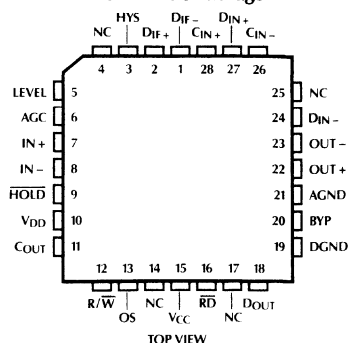 HYS DIF− DIN+
NC DIF+ CIN+ CIN−
4 3 2 1 28 27 26
LEVEL 5 25 NC
AGC 6 24 DIN−
IN+ 7 23 OUT−
IN− 8 22 OUT+
HOLD 9 21 AGND
VDD 10 20 BYP
COUT 11 19 DGND
12 13 14 15 16 17 18
R/W NC RD DOUT
OS VCC NC
TOP VIEW